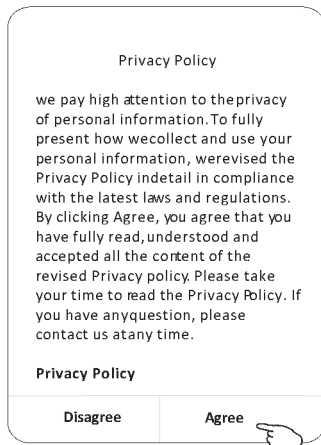 Privacy Policy
we pay high attention to theprivacy
of personal information.To fully
present how wecollect and use your
personal information, werevised the
Privacy Policy indetail in compliance
with the latest laws and regulations.
By clicking Agree, you agree that you
have fully read,understood and
accepted all the content of the
revised Privacy policy. Please take
your time to read the Privacy Policy. If
you have anyquestion, please
contact us atany time.
Privacy Policy
Disagree
Agree